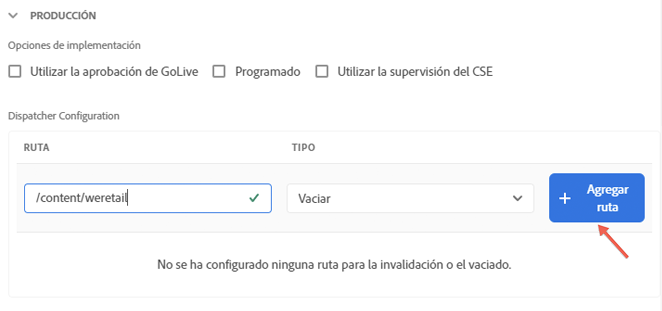 PRODUCCIÓN
Opciones de implementación
Utilizar la aprobación de GoLive Programado Utilizar la supervisión del CSE
Dispatcher Configuration
RUTA TIPO
/content/weretail Vaciar Agregar
ruta
No se ha configurado ninguna ruta para la invalidación o el vaciado.